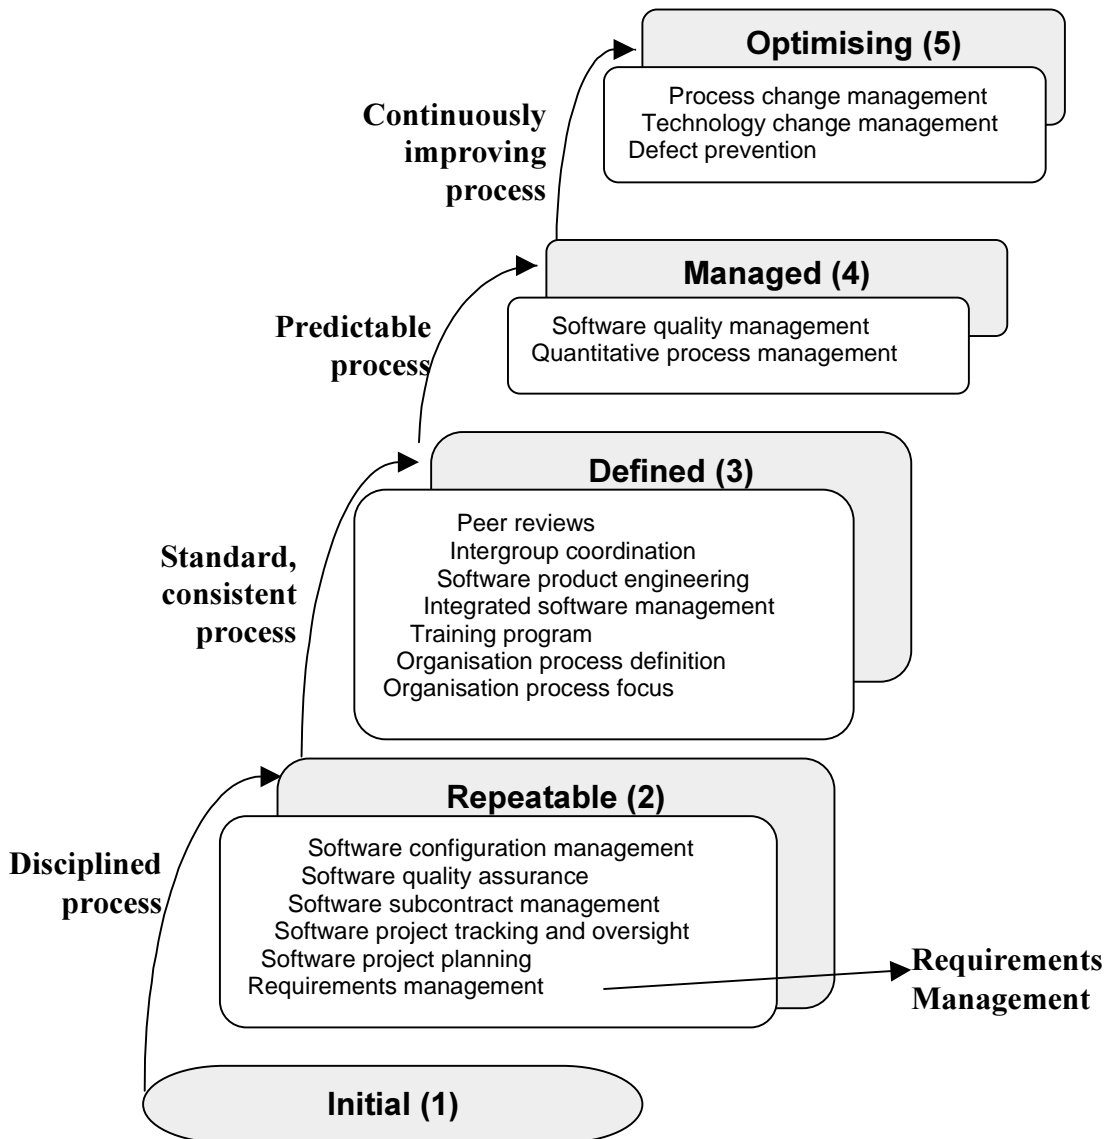 Optimising (5)
Process change management
Technology change management
Defect prevention
Continuously
improving
process
Managed (4)
Software quality management
Quantitative process management
Predictable
process
Defined (3)
Peer reviews
Intergroup coordination
Software product engineering
Integrated software management
Training program
Organisation process definition
Organisation process focus
Standard,
consistent
process
Repeatable (2)
Software configuration management
Software quality assurance
Software subcontract management
Software project tracking and oversight
Software project planning
Requirements management
Disciplined
process
Requirements
Management
Initial (1)